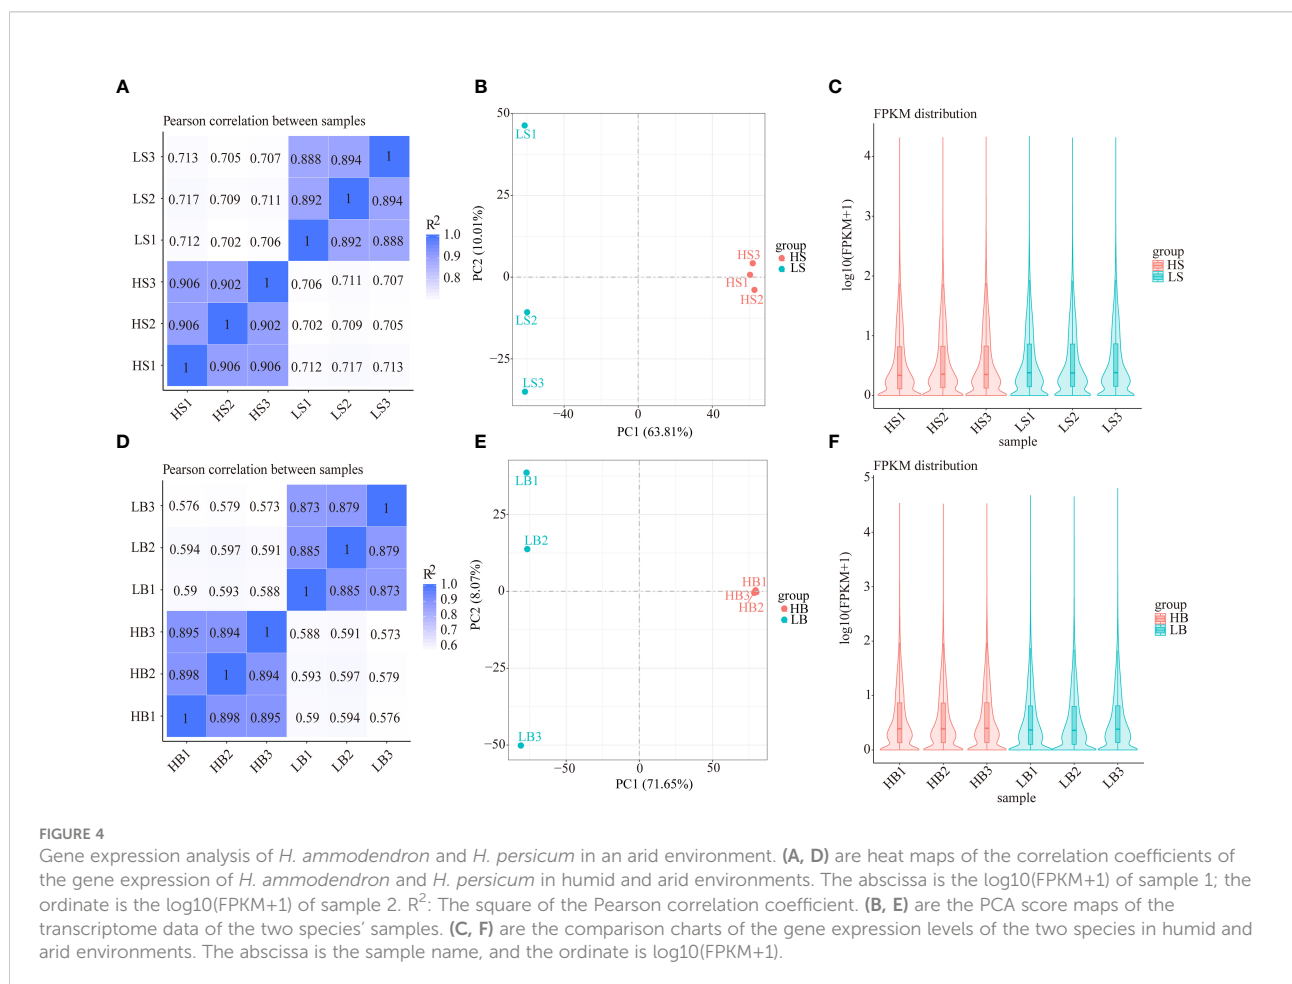 A
Pearson correlation between samples
LS3 0.713 0.705 0.707 0.888 0.894 1
LS2 0.717 0.709 0.711 0.892 1 0.894
LS1 0.712 0.702 0.706 1 0.892 0.888
HS3 0.906 0.902 1 0.706 0.711 0.707
HS2 0.906 1 0.902 0.702 0.709 0.705
HS1 1 0.906 0.906 0.712 0.717 0.713
HS1 HS2 HS3 LS1 LS2 LS3
R2
1.0
0.9
0.8
B
50
25
0
−25
PC2 (10.01%)
LS1
LS2
LS3
HS3
HS1
HS2
−40 0 40
PC1 (63.81%)
group
HS
LS
C
FPKM distribution
4
3
2
1
0
log10(FPKM+1)
HS1 HS2 HS3 LS1 LS2 LS3
sample
group
HS
LS
D
Pearson correlation between samples
LB3 0.576 0.579 0.573 0.873 0.879 1
LB2 0.594 0.597 0.591 0.885 1 0.879
LB1 0.59 0.593 0.588 1 0.885 0.873
HB3 0.895 0.894 1 0.588 0.591 0.573
HB2 0.898 1 0.894 0.593 0.597 0.579
HB1 1 0.898 0.895 0.59 0.594 0.576
HB1 HB2 HB3 LB1 LB2 LB3
R2
1.0
0.9
0.8
0.7
0.6
E
25
0
−25
−50
PC2 (8.07%)
LB1
LB2
LB3
HB1
HB3
HB2
−50 0 50
PC1 (71.65%)
group
HB
LB
F
FPKM distribution
5
4
3
2
1
0
log10(FPKM+1)
HB1 HB2 HB3 LB1 LB2 LB3
sample
group
HB
LB
FIGURE 4
Gene expression analysis of H. ammodendron and H. persicum in an arid environment. (A, D) are heat maps of the correlation coefficients of
the gene expression of H. ammodendron and H. persicum in humid and arid environments. The abscissa is the log10(FPKM+1) of sample 1; the
ordinate is the log10(FPKM+1) of sample 2. R2: The square of the Pearson correlation coefficient. (B, E) are the PCA score maps of the
transcriptome data of the two species’ samples. (C, F) are the comparison charts of the gene expression levels of the two species in humid and
arid environments. The abscissa is the sample name, and the ordinate is log10(FPKM+1).